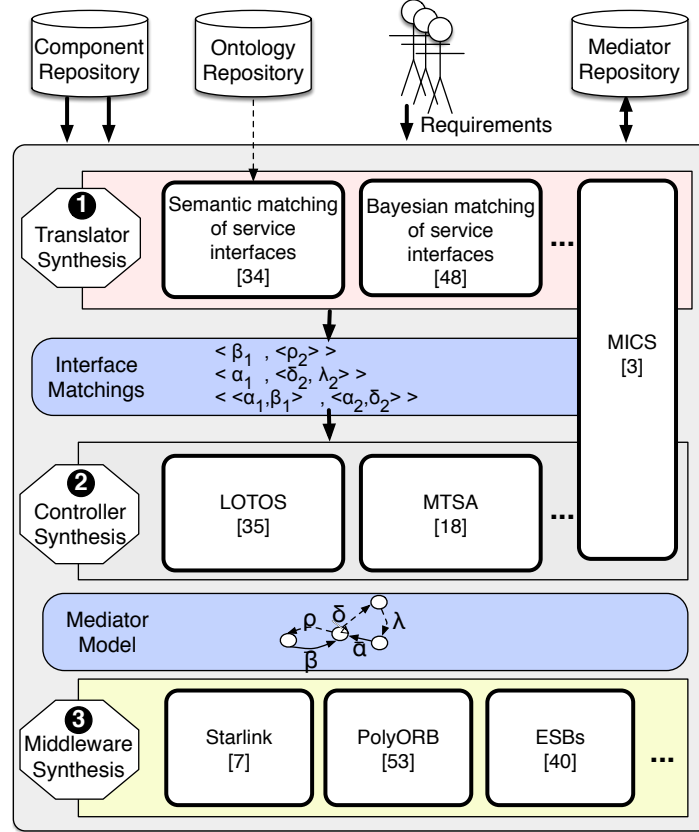 Component
Repository
Ontology
Repository
Mediator
Repository
Requirements
1
Translator
Synthesis
Semantic matching
of service
interfaces
[34]
Bayesian matching
of service
interfaces
[48]
...
MICS
[3]
Interface
Matchings
< β1 , <ρ2> >
< α1 , <δ2, λ2> >
< <α1,β1> , <α2,δ2> >
2
Controller
Synthesis
LOTOS
[35]
MTSA
[18]
...
Mediator
Model
ρ
δ
λ
β
α
3
Middleware
Synthesis
Starlink
[7]
PolyORB
[53]
ESBs
[40]
...